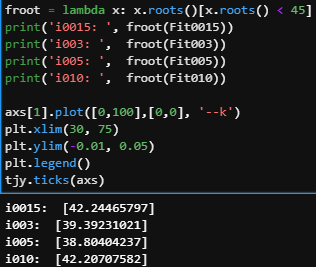 froot = lambda x: x.roots()[x.roots() < 45]
print('i0015: ', froot(Fit0015))
print('i003: ',  froot(Fit003))
print('i005: ',  froot(Fit005))
print('i010: ',  froot(Fit010))
axs[1].plot([0,100],[0,0], '--k')
plt.xlim(30, 75)
plt.ylim(-0.01, 0.05)
plt.legend()
tjy.ticks(axs)
i0015:  [42.24465797]
i003:  [39.39231021]
i005:  [38.80404237]
i010:  [42.20707582]